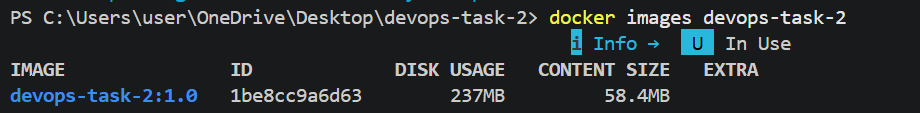 PS C:\Users\user\OneDrive\Desktop\devops-task-2> docker images devops-task-2
i Info → U In Use
IMAGE ID DISK USAGE CONTENT SIZE EXTRA
devops-task-2:1.0 1be8cc9a6d63 237MB 58.4MB